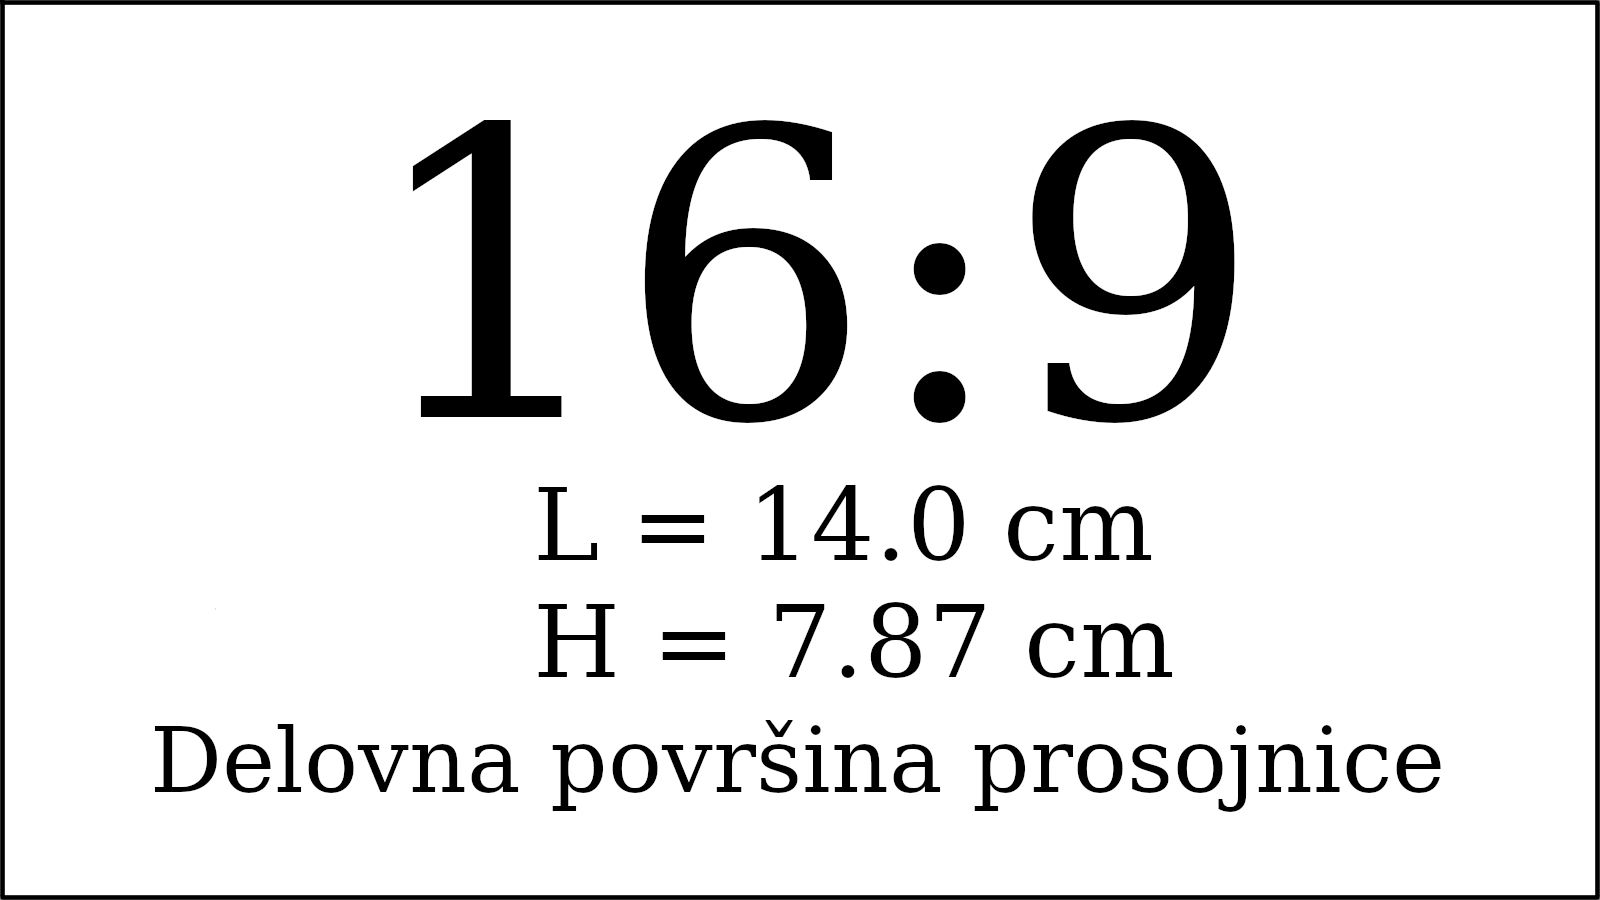 16:9
L = 14.0 cm
H = 7.87 cm
Delovna površina prosojnice